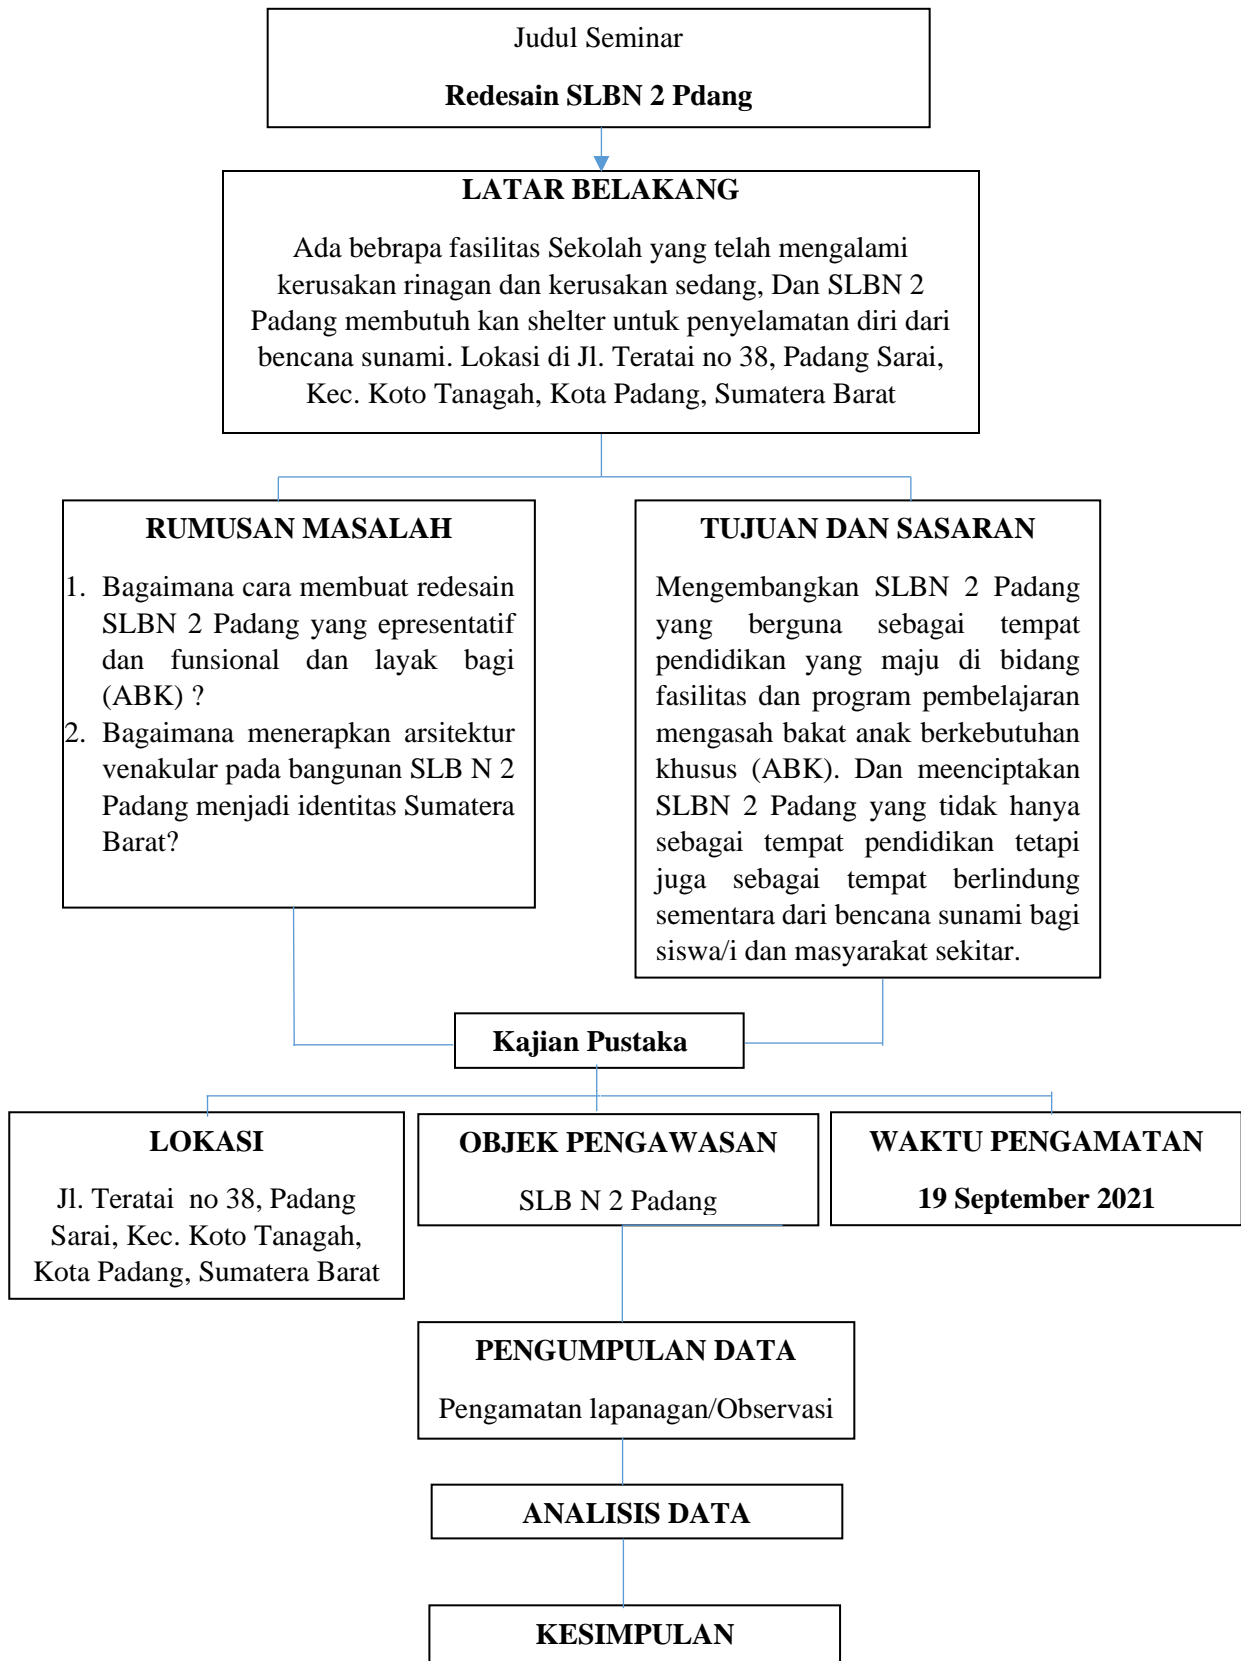 Judul Seminar
Redesain SLBN 2 Pdang
LATAR BELAKANG
Ada bebrapa fasilitas Sekolah yang telah mengalami
kerusakan rinagan dan kerusakan sedang, Dan SLBN 2
Padang membutuh kan shelter untuk penyelamatan diri dari
bencana sunami. Lokasi di Jl. Teratai no 38, Padang Sarai,
Kec. Koto Tanagah, Kota Padang, Sumatera Barat
RUMUSAN MASALAH
1. Bagaimana cara membuat redesain
SLBN 2 Padang yang epresentatif
dan funsional dan layak bagi
(ABK) ?
2. Bagaimana menerapkan arsitektur
venakular pada bangunan SLB N 2
Padang menjadi identitas Sumatera
Barat?
TUJUAN DAN SASARAN
Mengembangkan SLBN 2 Padang
yang berguna sebagai tempat
pendidikan yang maju di bidang
fasilitas dan program pembelajaran
mengasah bakat anak berkebutuhan
khusus (ABK). Dan meenciptakan
SLBN 2 Padang yang tidak hanya
sebagai tempat pendidikan tetapi
juga sebagai tempat berlindung
sementara dari bencana sunami bagi
siswa/i dan masyarakat sekitar.
Kajian Pustaka
LOKASI
Jl. Teratai no 38, Padang
Sarai, Kec. Koto Tanagah,
Kota Padang, Sumatera Barat
OBJEK PENGAWASAN
SLB N 2 Padang
WAKTU PENGAMATAN
19 September 2021
PENGUMPULAN DATA
Pengamatan lapanagan/Observasi
ANALISIS DATA
KESIMPULAN